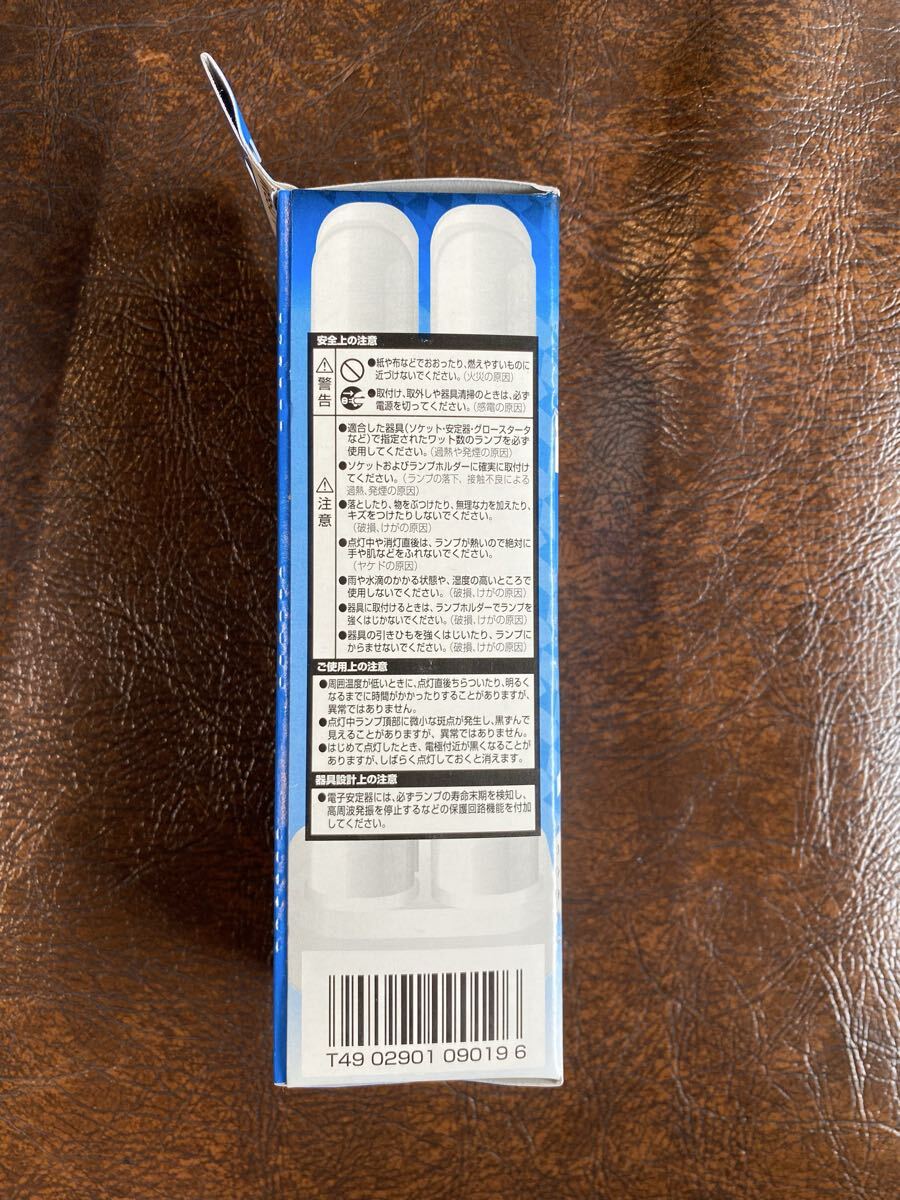 安全上の注意
警告
●紙や布などでおおったり、燃えやすいものに
近づけないでください。(火災の原因)
●取付け、取外しや器具清掃のときは、必ず
電源を切ってください。(感電の原因)
注意
●適合した器具(ソケット・安定器・グロースタータ
など)で指定されたワット数のランプを必ず
使用してください。(過熱や発煙の原因)
●ソケットおよびランプホルダーに確実に取付け
てください。(ランプの落下、接触不良による
過熱、発煙の原因)
●落としたり、物をぶつけたり、無理な力を加えたり、
キズをつけたりしないでください。
(破損、けがの原因)
●点灯中や消灯直後は、ランプが熱いので絶対に
手や肌などをふれないでください。
(ヤケドの原因)
●雨や水滴のかかる状態や、湿度の高いところで
使用しないでください。(破損、けがの原因)
●器具に取付けるときは、ランプホルダーでランプを
強くはじかないでください。(破損、けがの原因)
●器具の引きひもを強くはじいたり、ランプに
からませないでください。(破損、けがの原因)
ご使用上の注意
●周囲温度が低いときに、点灯直後ちらついたり、明るく
なるまでに時間がかかったりすることがありますが、
異常ではありません。
●点灯中ランプ頂部に微小な斑点が発生し、黒ずんで
見えることがありますが、異常ではありません。
●はじめて点灯したとき、電極付近が黒くなることが
ありますが、しばらく点灯しておくと消えます。
器具設計上の注意
●電子安定器には、必ずランプの寿命末期を検知し、
高周波発振を停止するなどの保護回路機能を付加
してください。
T49 02901 09019 6